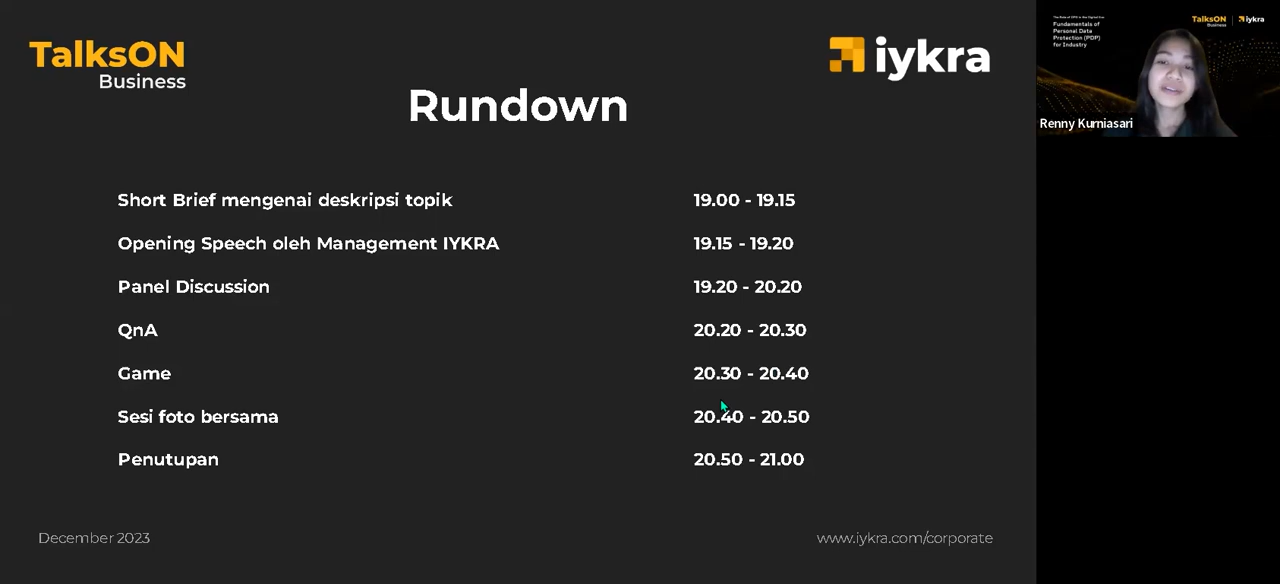 TalksON
Business
iykra
Rundown
Short Brief mengenai deskripsi topik 19.00 - 19.15
Opening Speech oleh Management IYKRA 19.15 - 19.20
Panel Discussion 19.20 - 20.20
QnA 20.20 - 20.30
Game 20.30 - 20.40
Sesi foto bersama 20.40 - 20.50
Penutupan 20.50 - 21.00
December 2023
www.iykra.com/corporate
Fundamentals of
Personal Data
Protection (PDP)
for Industry
TalksON
Business
iykra
Renny Kurniasari